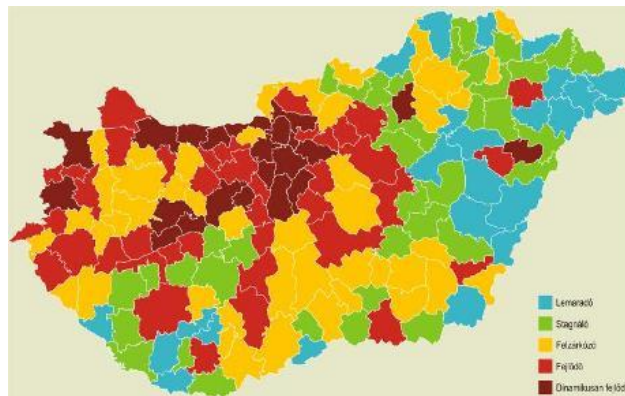 Lemaradó
Stagnáló
Felzárkózó
Fejlődő
Dinamikusan fejlőd